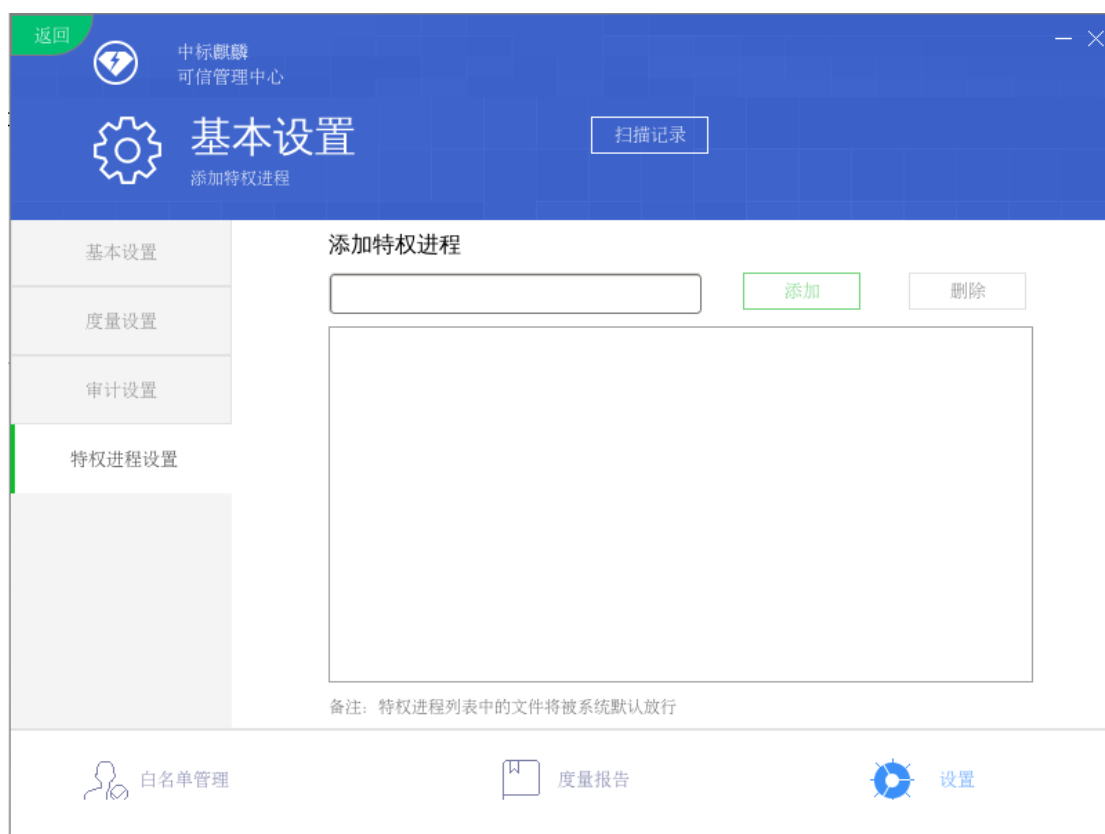 返回
中标麒麟
可信管理中心
基本设置
添加特权进程
扫描记录
基本设置
度量设置
审计设置
特权进程设置
添加特权进程
添加
删除
备注：特权进程列表中的文件将被系统默认放行
白名单管理
度量报告
设置